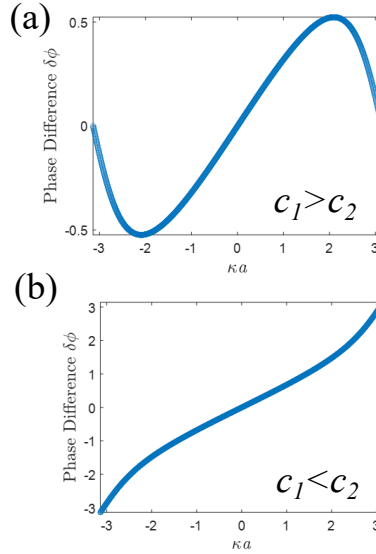 (a)
0.5
0
-0.5
Phase Difference δϕ
-3 -2 -1 0 1 2 3
κa
c₁>c₂
(b)
3
2
1
0
-1
-2
-3
Phase Difference δϕ
-3 -2 -1 0 1 2 3
κa
c₁<c₂